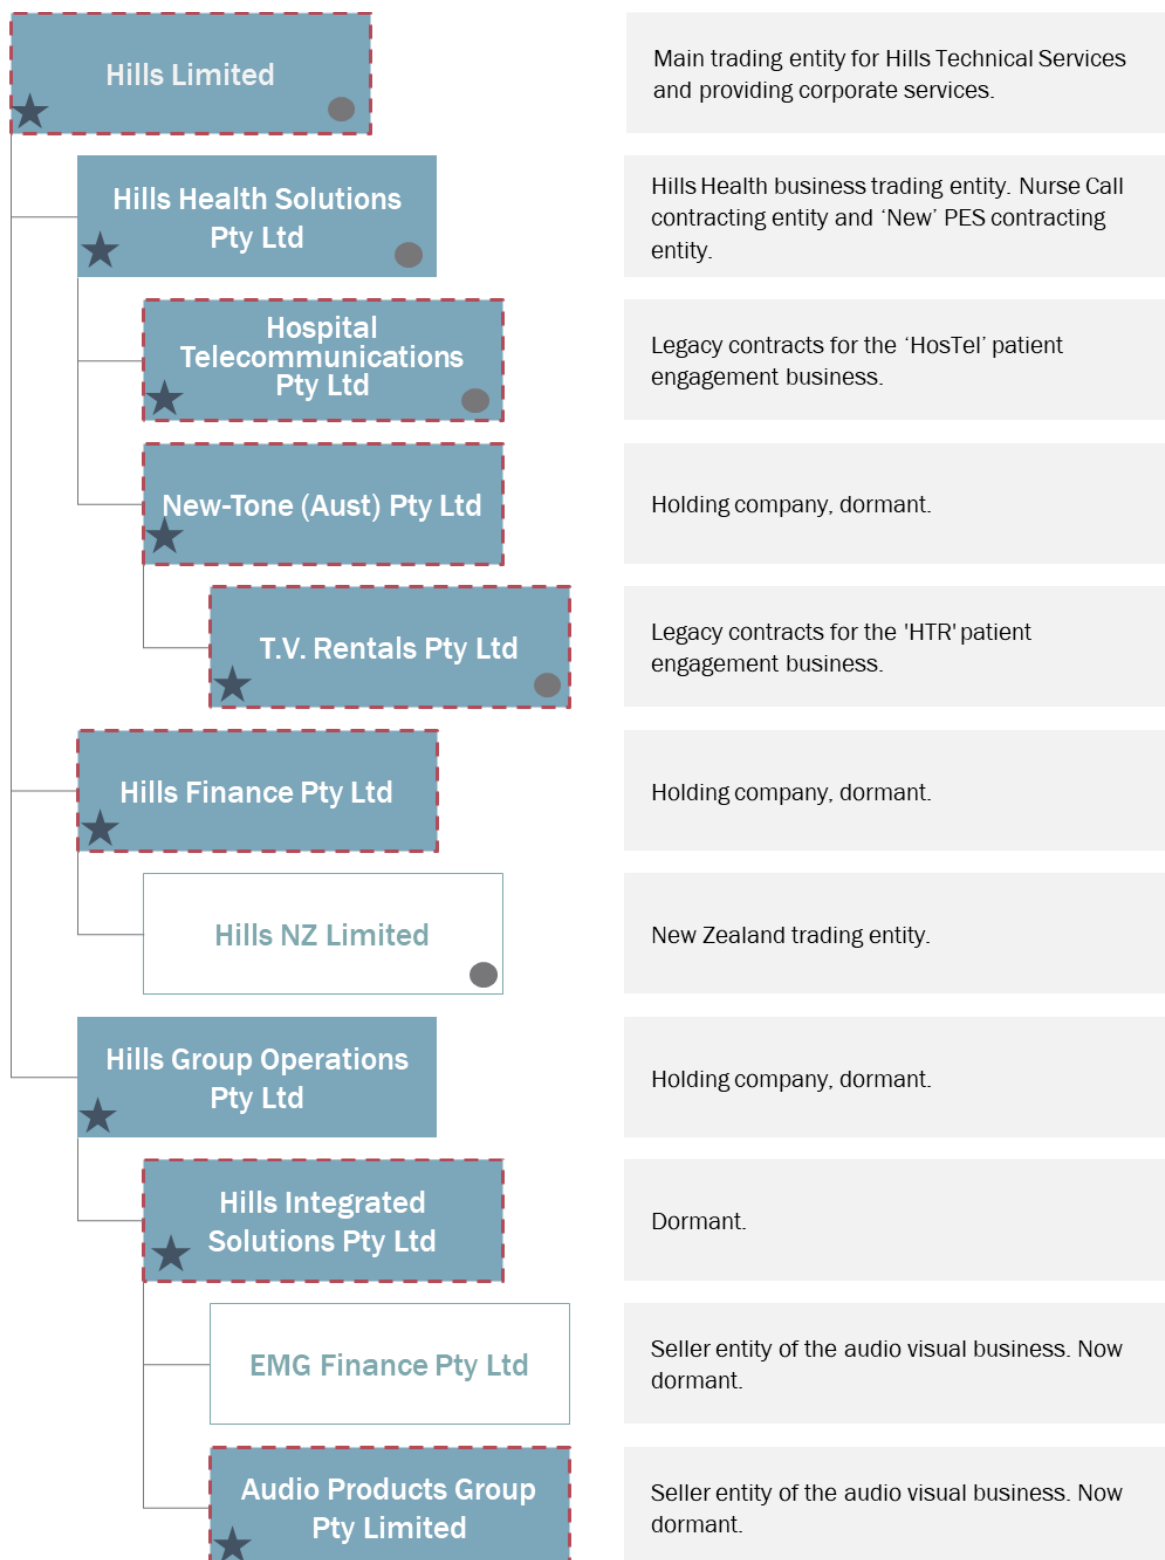 Hills Limited
Main trading entity for Hills Technical Services
and providing corporate services.
Hills Health Solutions
Pty Ltd
Hills Health business trading entity. Nurse Call
contracting entity and ‘New’ PES contracting
entity.
Hospital
Telecommunications
Pty Ltd
Legacy contracts for the ‘HosTel’ patient
engagement business.
New-Tone (Aust) Pty Ltd
Holding company, dormant.
T.V. Rentals Pty Ltd
Legacy contracts for the 'HTR' patient
engagement business.
Hills Finance Pty Ltd
Holding company, dormant.
Hills NZ Limited
New Zealand trading entity.
Hills Group Operations
Pty Ltd
Holding company, dormant.
Hills Integrated
Solutions Pty Ltd
Dormant.
EMG Finance Pty Ltd
Seller entity of the audio visual business. Now
dormant.
Audio Products Group
Pty Limited
Seller entity of the audio visual business. Now
dormant.